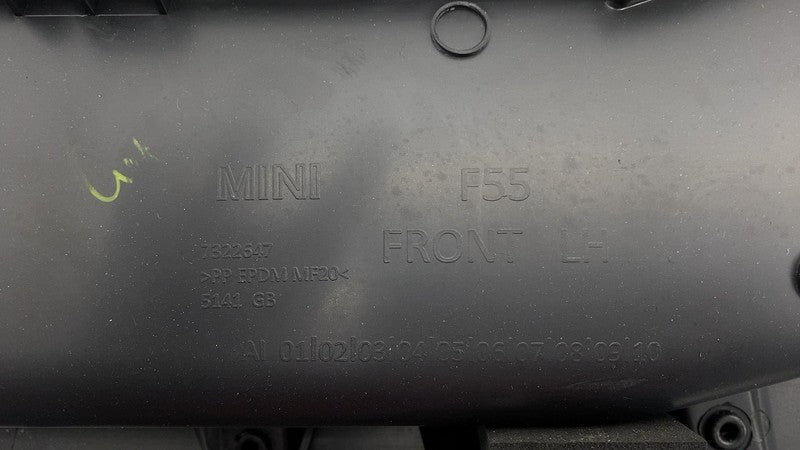 MINI F55
7322647 FRONT LH
>PP EPDM MF20<
5141 GB
AI 01|02|03|04|05|06|07|08|09|10